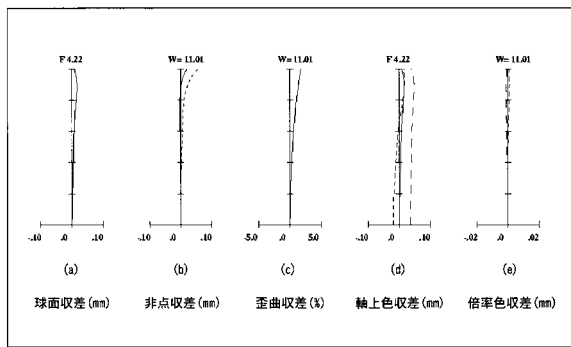 F 4.22 W= 11.01 W= 11.01 F 4.22 W= 11.01
-.10 .0 .10 -.10 .0 .10 -5.0 .0 5.0 -.10 .0 .10 -.02 .0 .02
(a) (b) (c) (d) (e)
球面収差(mm) 非点収差(mm) 歪曲収差(%) 軸上色収差(mm) 倍率色収差(mm)